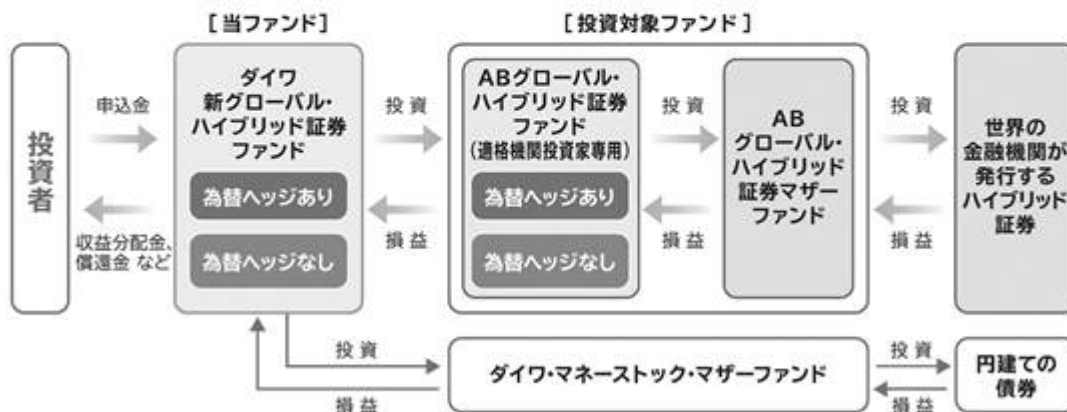 [当ファンド]
[投資対象ファンド]
投資者
申込金
収益分配金、
償還金 など
ダイワ
新グローバル・
ハイブリッド証券
ファンド
為替ヘッジあり
為替ヘッジなし
投資
損益
ABグローバル・
ハイブリッド証券
ファンド
(適格機関投資家専用)
為替ヘッジあり
為替ヘッジなし
投資
損益
AB
グローバル・
ハイブリッド
証券マザー
ファンド
投資
損益
世界の
金融機関が
発行する
ハイブリッド
証券
投資
損益
ダイワ・マネーストック・マザーファンド
投資
損益
円建ての
債券